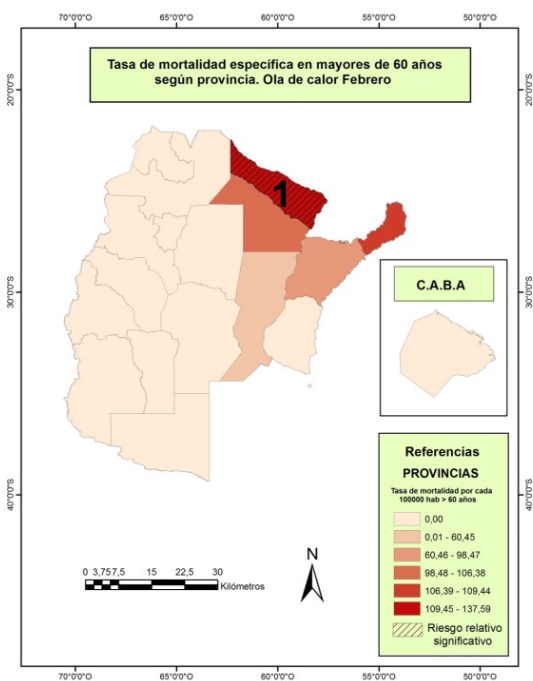 70°0'0"O 65°0'0"O 60°0'0"O 55°0'0"O 50°0'0"O
Tasa de mortalidad específica en mayores de 60 años
según provincia. Ola de calor Febrero
20°0'0"S
20°0'0"S
1
30°0'0"S
30°0'0"S
C.A.B.A
Referencias
PROVINCIAS
Tasa de mortalidad por cada
100000 hab > 60 años
0,00
0,01 - 60,45
60,46 - 98,47
98,48 - 106,38
106,39 - 109,44
109,45 - 137,59
Riesgo relativo
significativo
40°0'0"S
40°0'0"S
N
0 3,75 7,5 15 22,5 30
Kilómetros
70°0'0"O 65°0'0"O 60°0'0"O 55°0'0"O 50°0'0"O